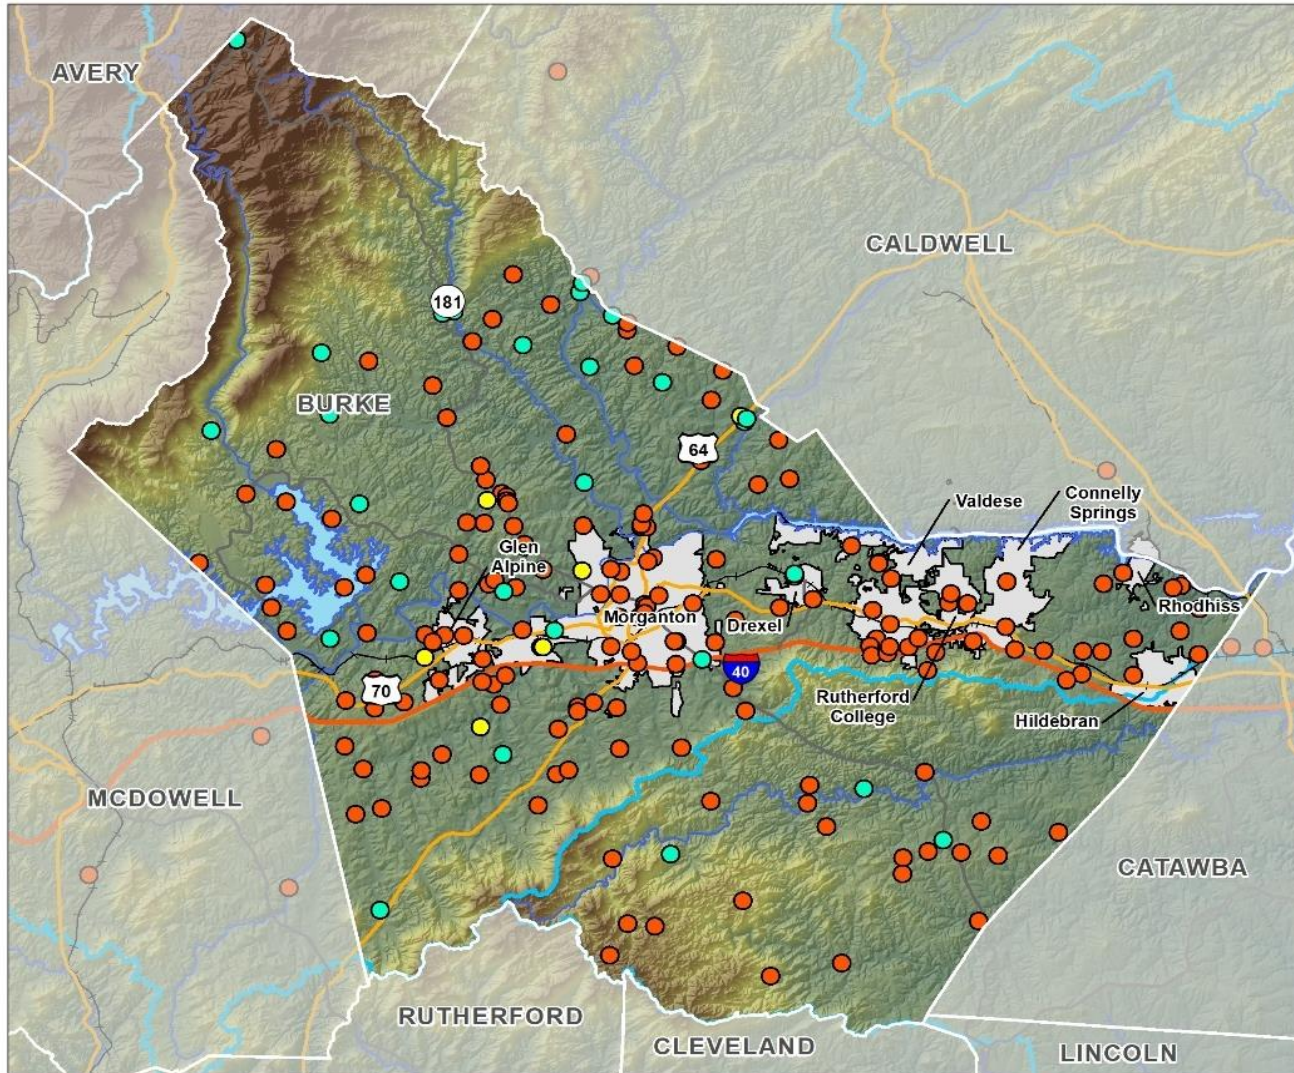 AVERY
CALDWELL
181
BURKE
64
Valdese
Connelly
Springs
Glen
Alpine
Rhodhiss
Morganton
Drexel
40
70
Rutherford
College
Hildebran
MCDOWELL
CATAWBA
RUTHERFORD
CLEVELAND
LINCOLN